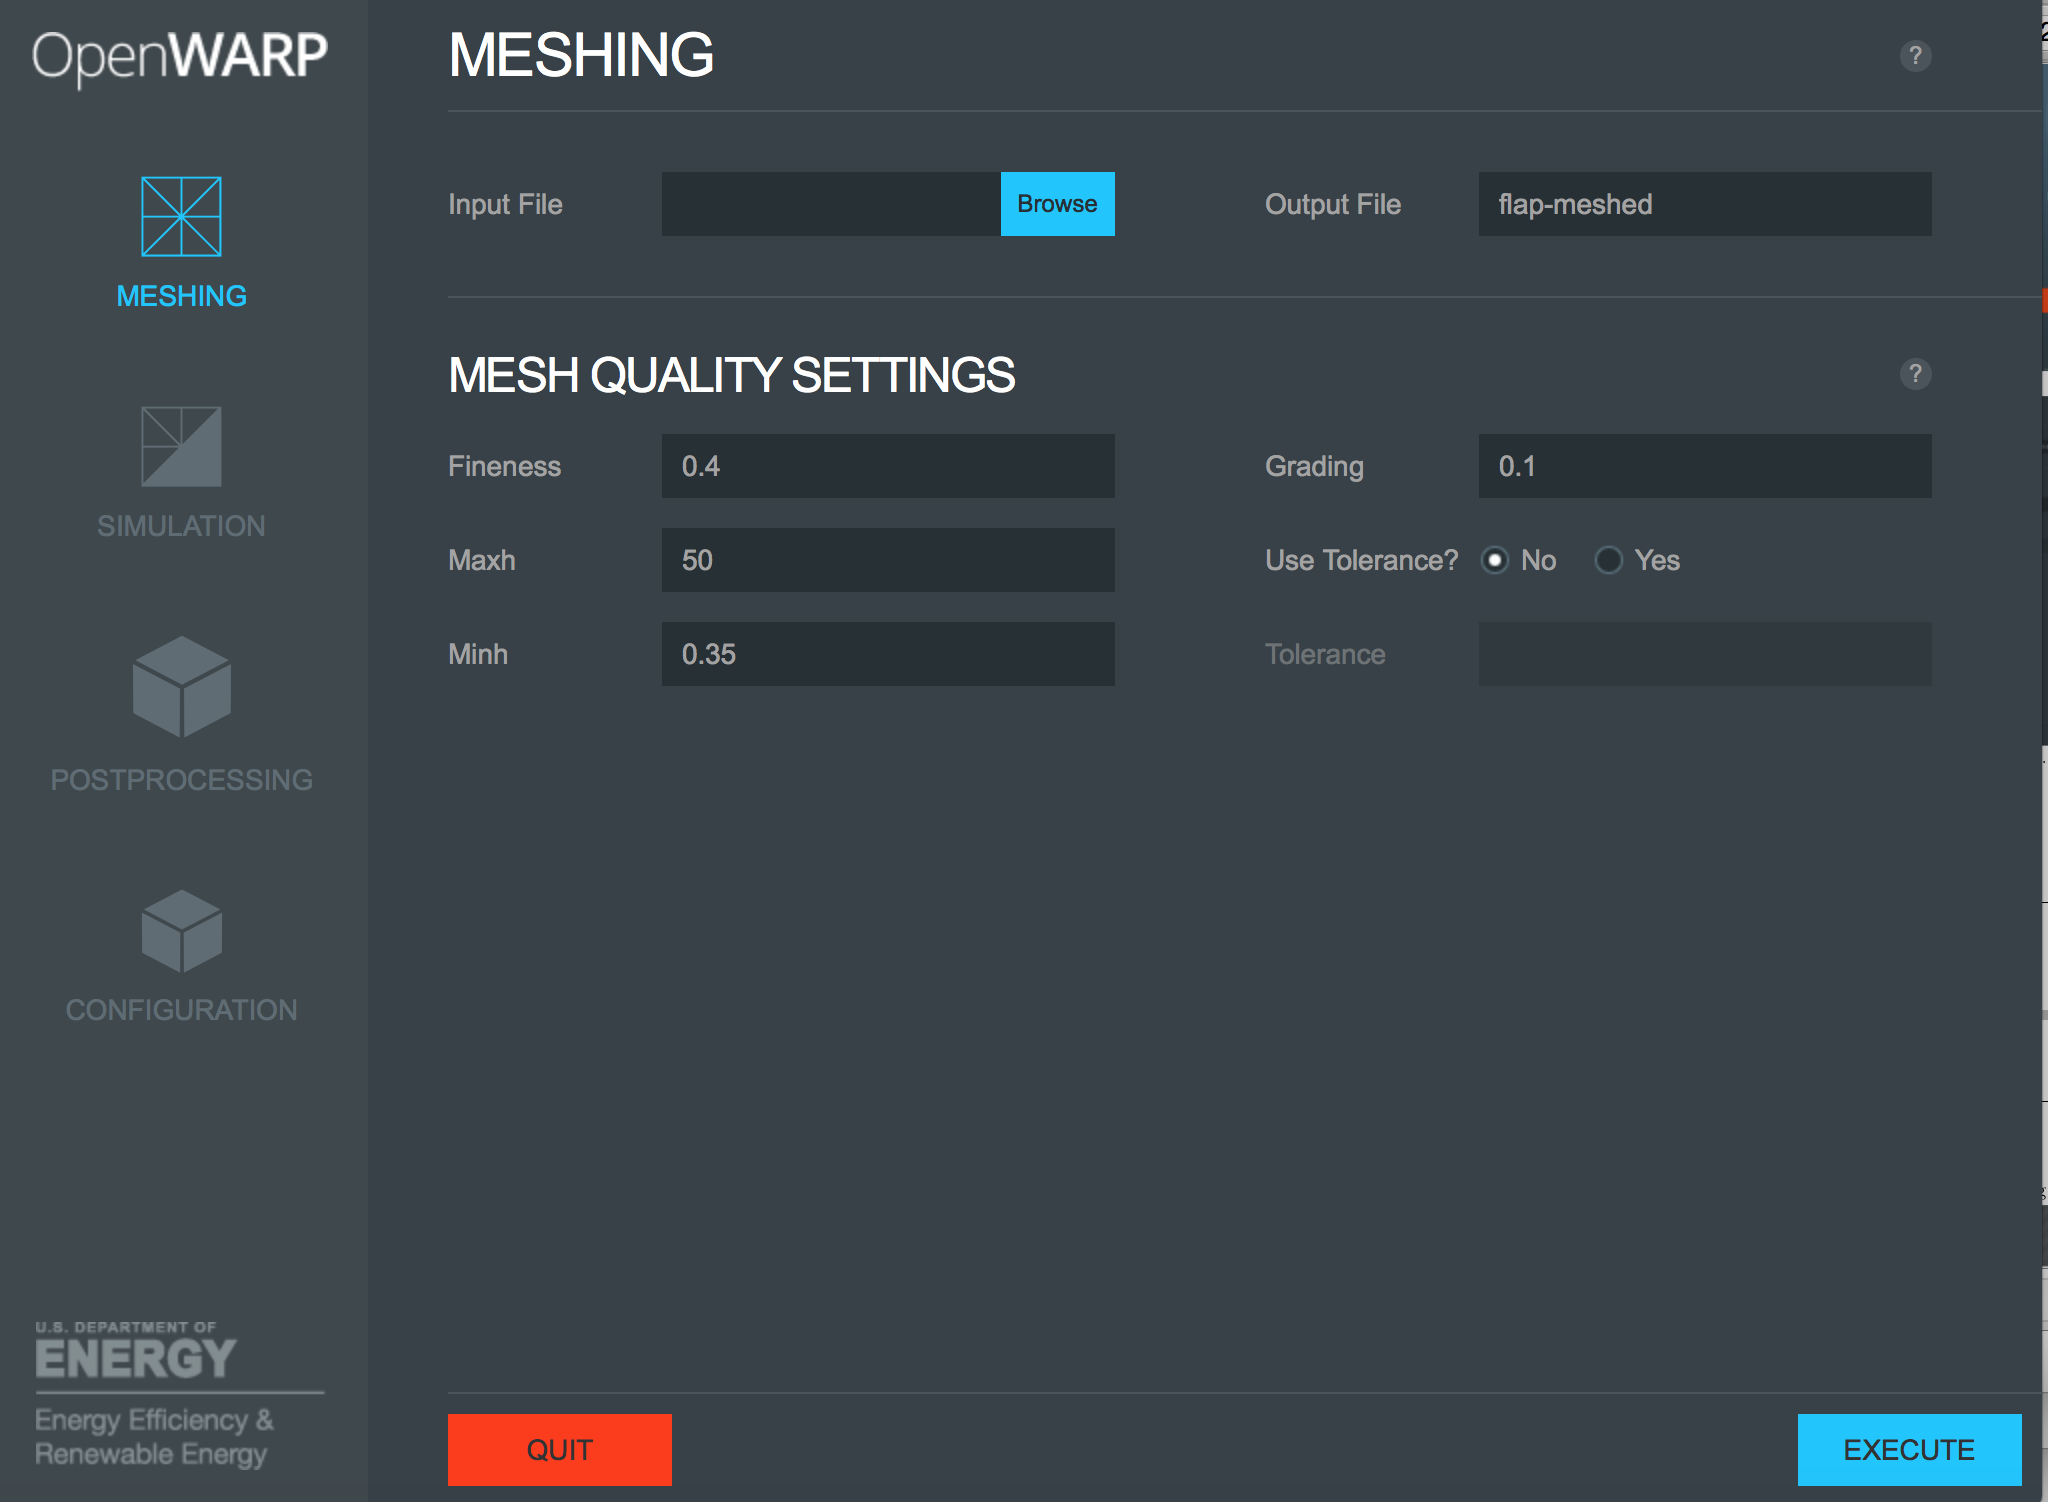 OpenWARP
MESHING
SIMULATION
POSTPROCESSING
CONFIGURATION
U.S. DEPARTMENT OF
ENERGY
Energy Efficiency &
Renewable Energy
MESHING ?
Input File Browse Output File flap-meshed
MESH QUALITY SETTINGS ?
Fineness 0.4 Grading 0.1
Maxh 50 Use Tolerance? No Yes
Minh 0.35 Tolerance
QUIT EXECUTE